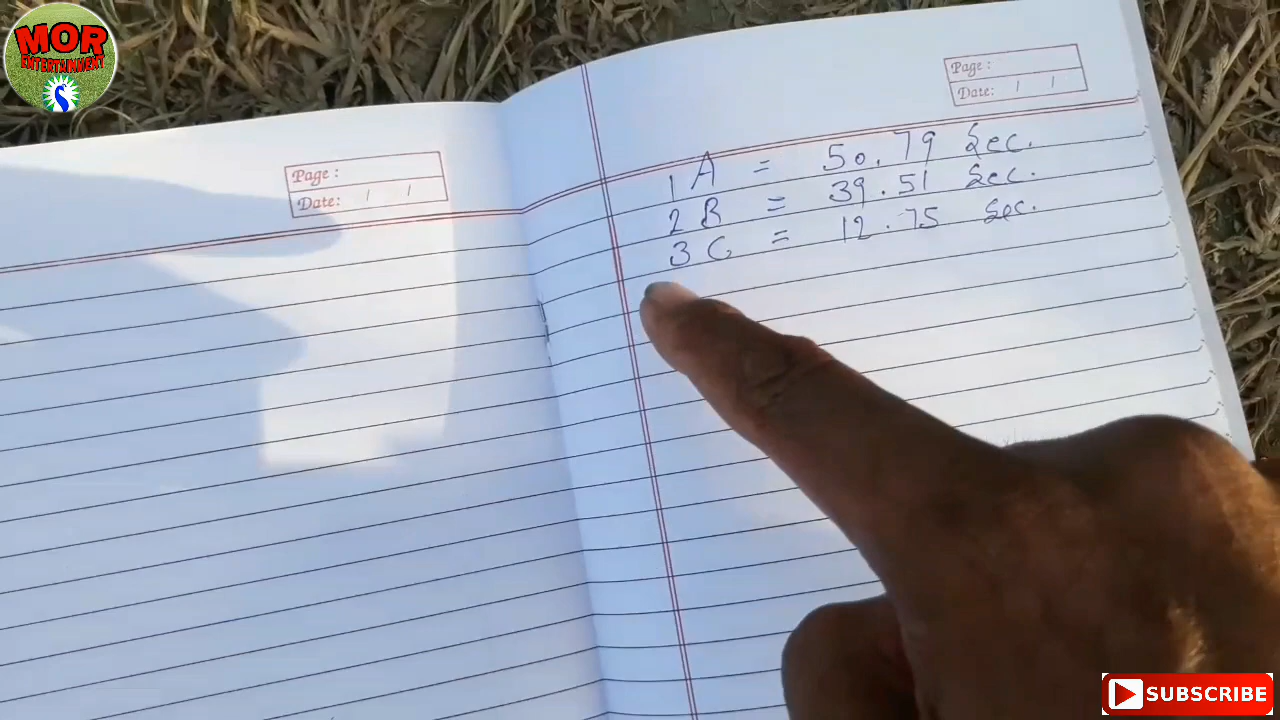 MOR
ENTERTAINMENT
Page :
Date: / /
Page :
Date: / /
1 A = 50.79 Sec.
2 B = 39.51 Sec.
3 C = 12.75 Sec.
SUBSCRIBE